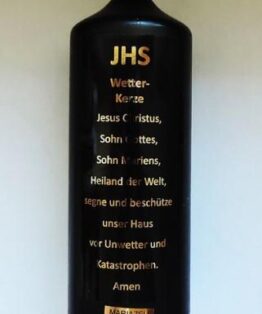 JHS
Wetter-
Kerze
Jesus Christus,
Sohn Gottes,
Sohn Mariens,
Heiland der Welt,
segne und beschütze
unser Haus
vor Unwetter und
Katastrophen.
Amen